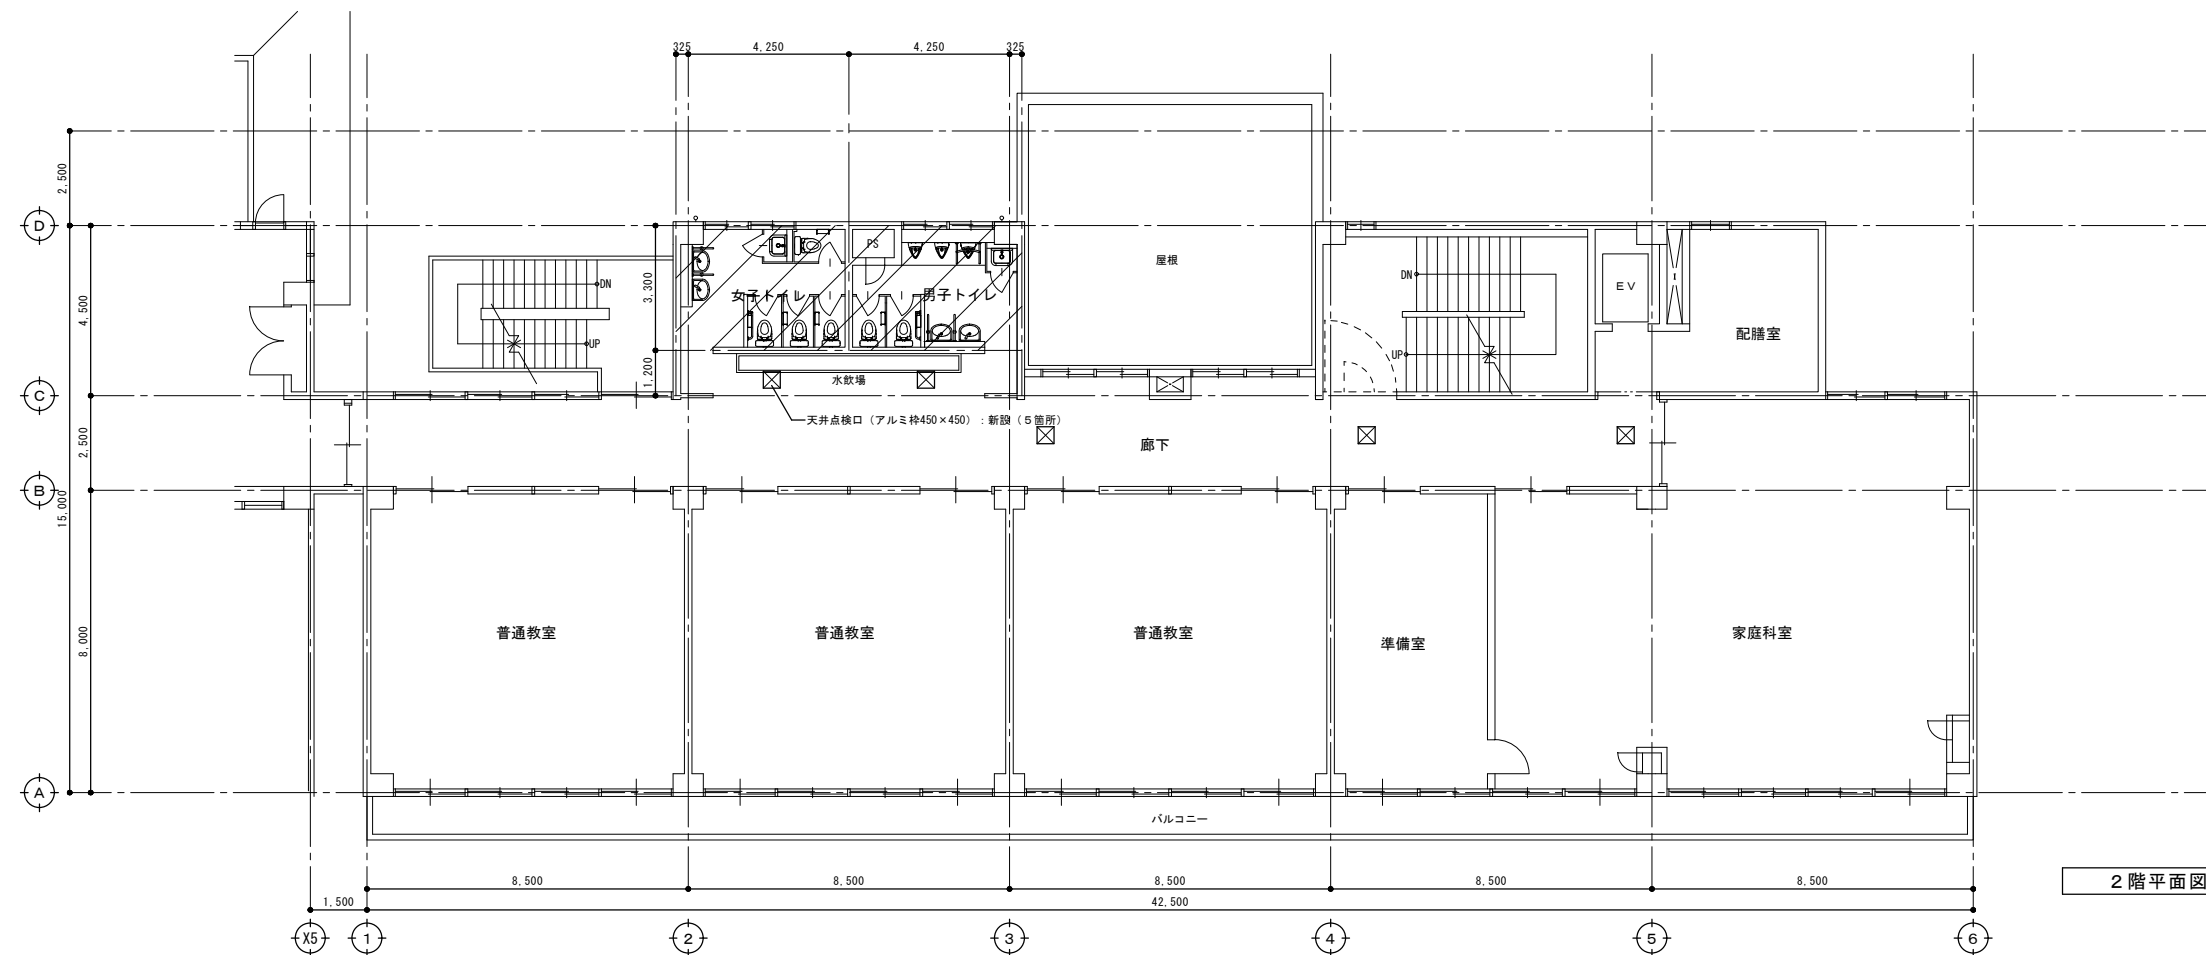 325
4,250
4,250
325
2,500
D
4,500
3,300
1,200
C
2,500
B
15,000
8,000
A
DN
UP
女子トイレ
PS
男子トイレ
水飲場
天井点検口（アルミ枠450×450）：新設（５箇所）
屋根
DN
UP
EV
配膳室
廊下
普通教室
普通教室
普通教室
準備室
家庭科室
バルコニー
8,500
8,500
8,500
8,500
8,500
1,500
42,500
２階平面図
X5
1
2
3
4
5
6